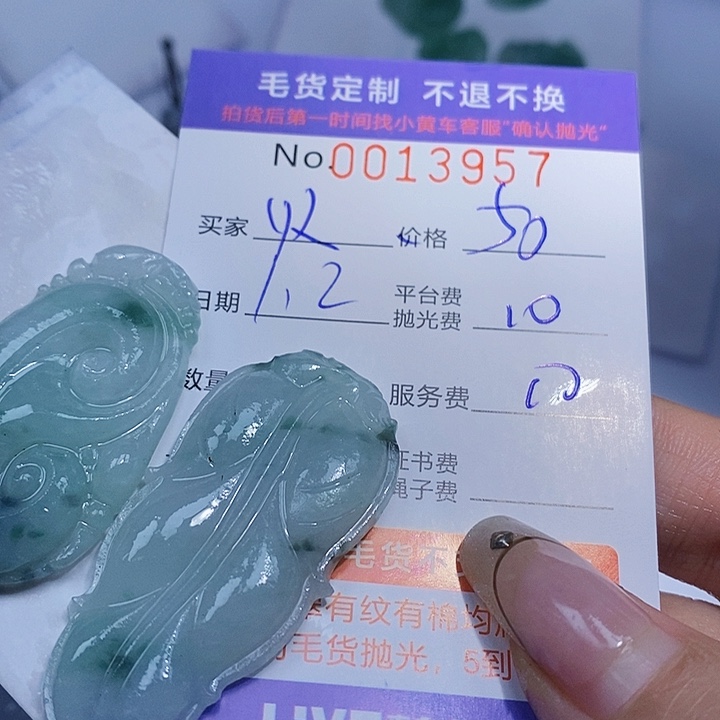 毛货定制 不退不换
拍货后第一时间找小黄车客服"确认抛光"
No.0013957
买家 收 价格 50
日期 1.2 平台费 抛光费 10
数量 服务费 10
证书费
绳子费
毛货不
有纹有棉均
毛货抛光，5到
LIVE